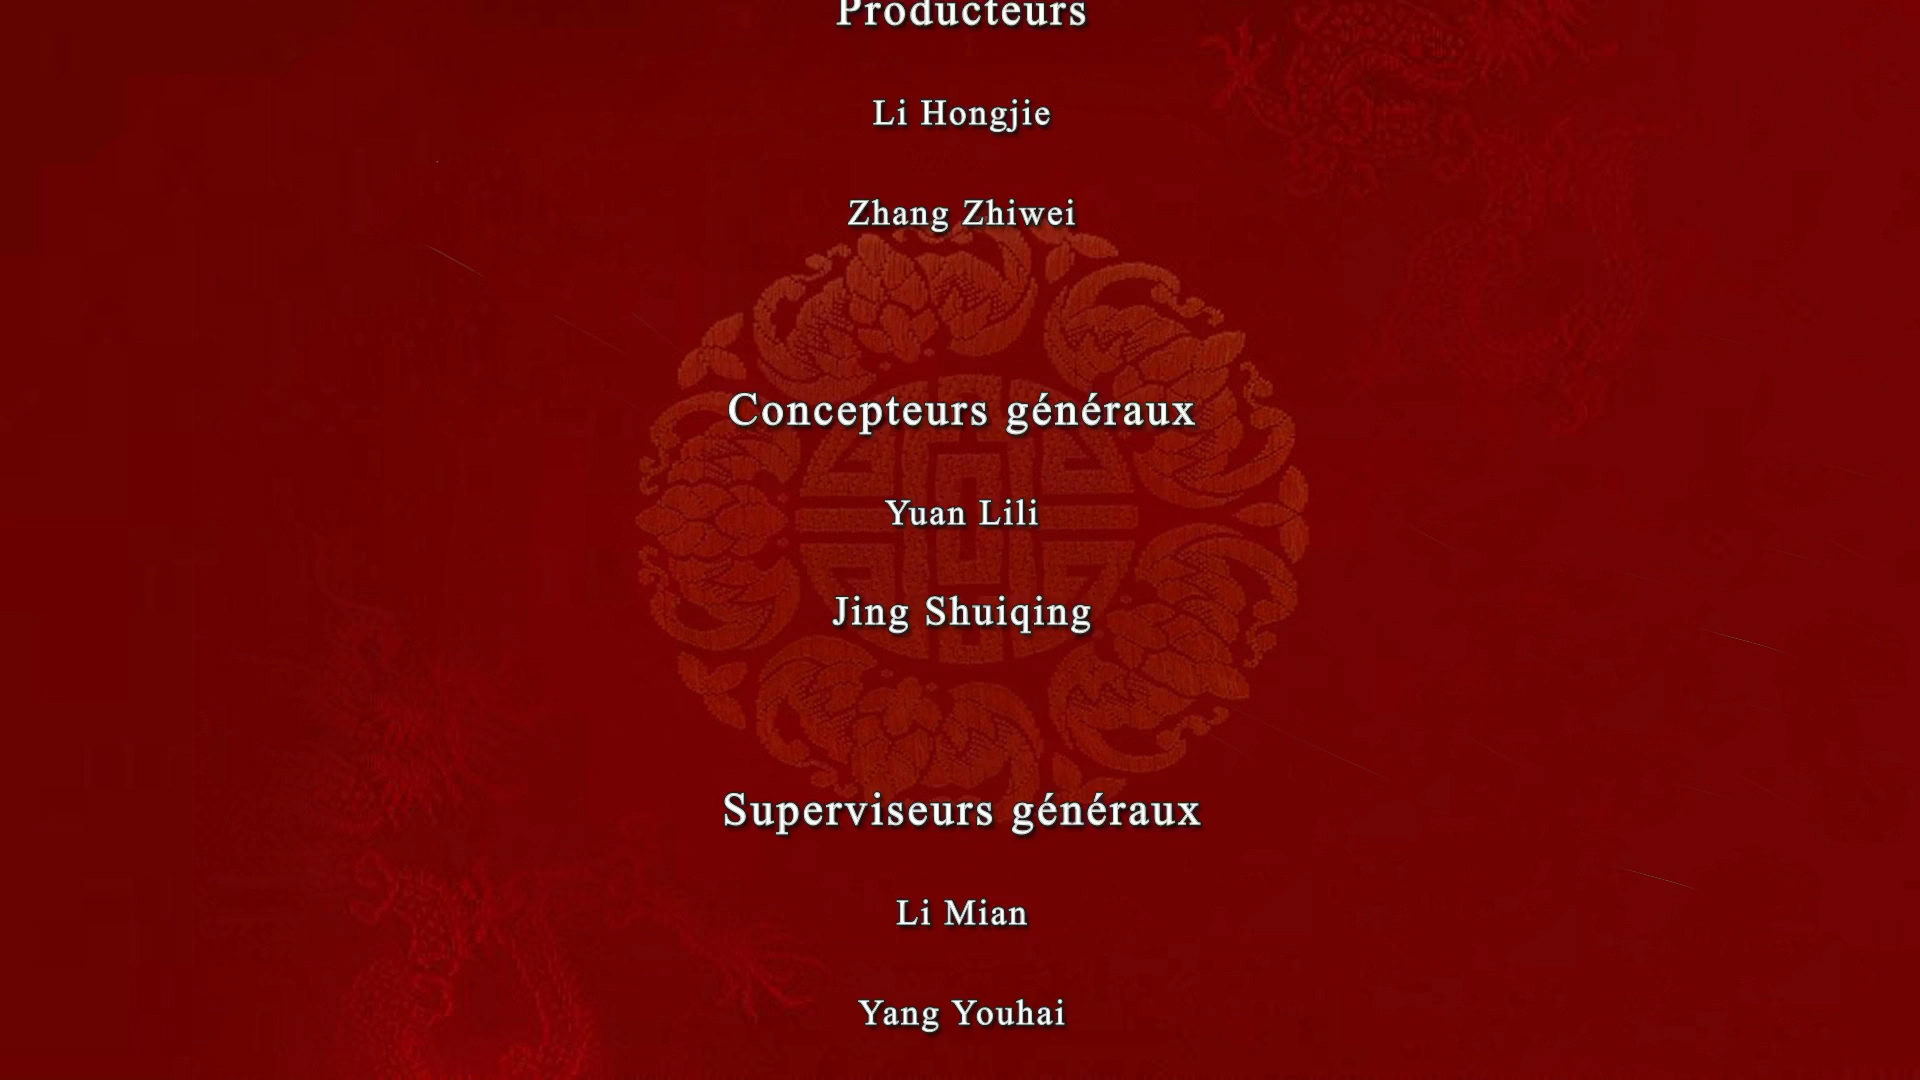 Producteurs
Li Hongjie
Zhang Zhiwei
Concepteurs généraux
Yuan Lili
Jing Shuiqing
Superviseurs généraux
Li Mian
Yang Youhai